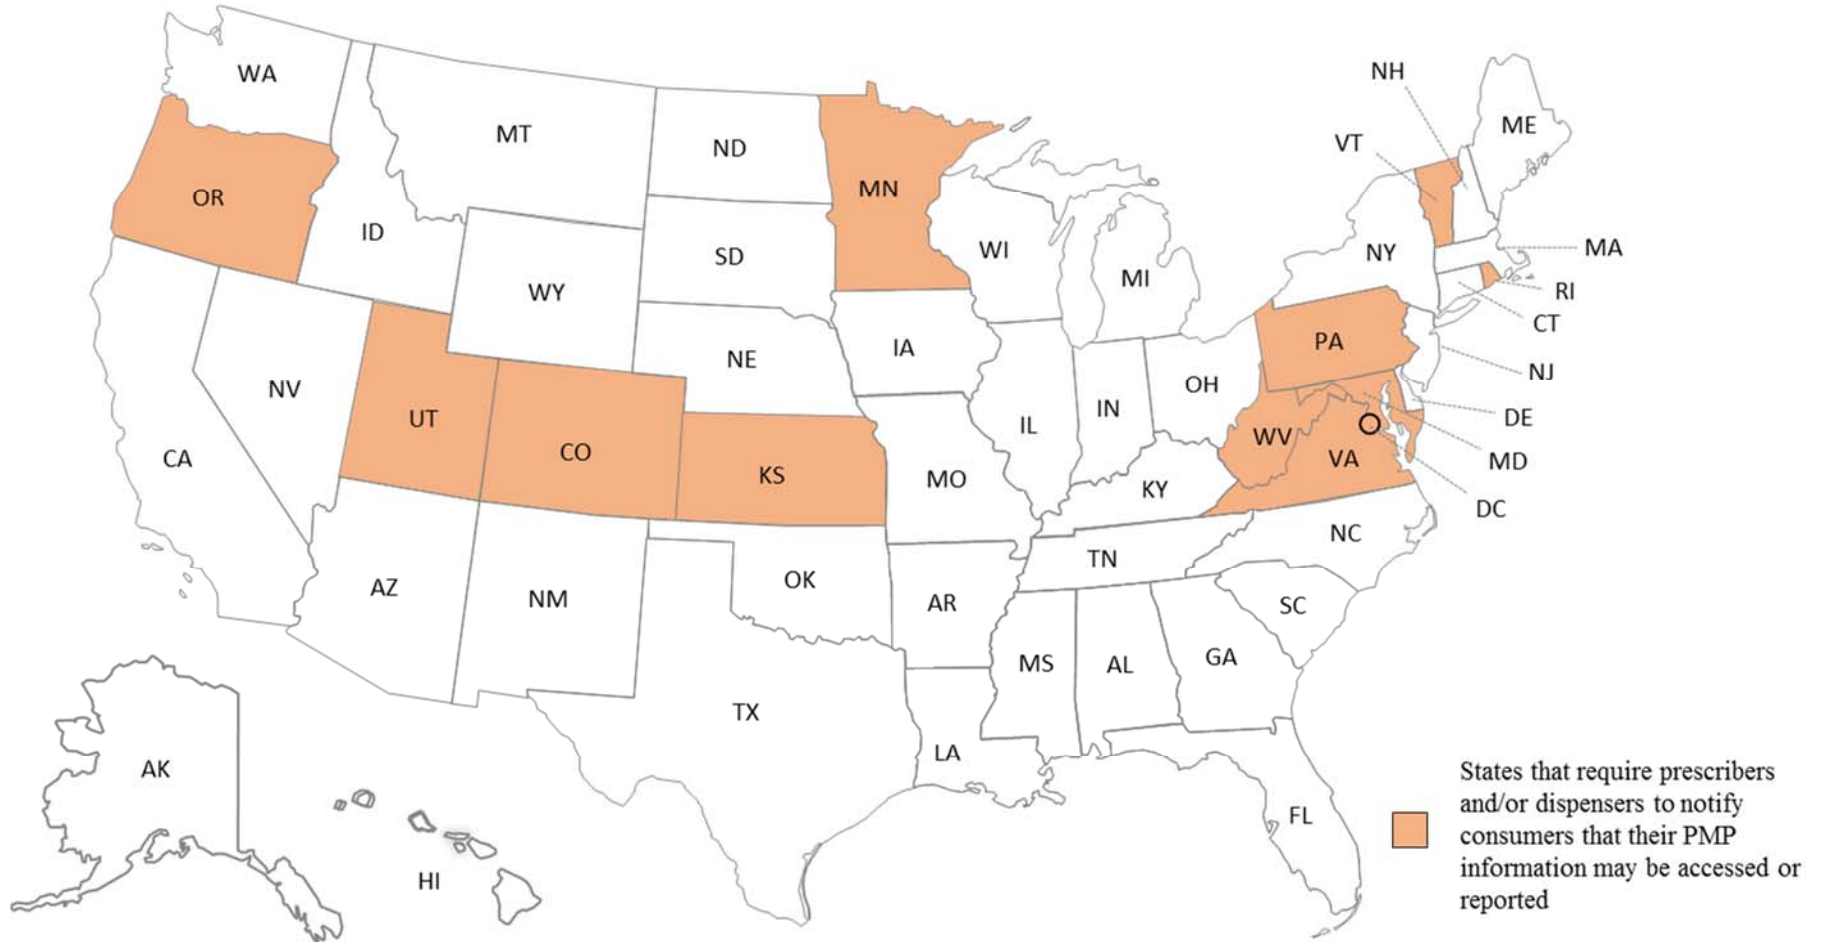 WA
MT
ND
MN
OR
ID
SD
WI
MI
WY
NE
IA
NV
UT
CO
KS
CA
IL
IN
OH
MO
KY
WV
VA
PA
NY
VT
NH
ME
MA
RI
CT
NJ
DE
MD
DC
NC
TN
AZ
NM
OK
AR
SC
MS
AL
GA
TX
LA
FL
AK
HI
States that require prescribers
and/or dispensers to notify
consumers that their PMP
information may be accessed or
reported